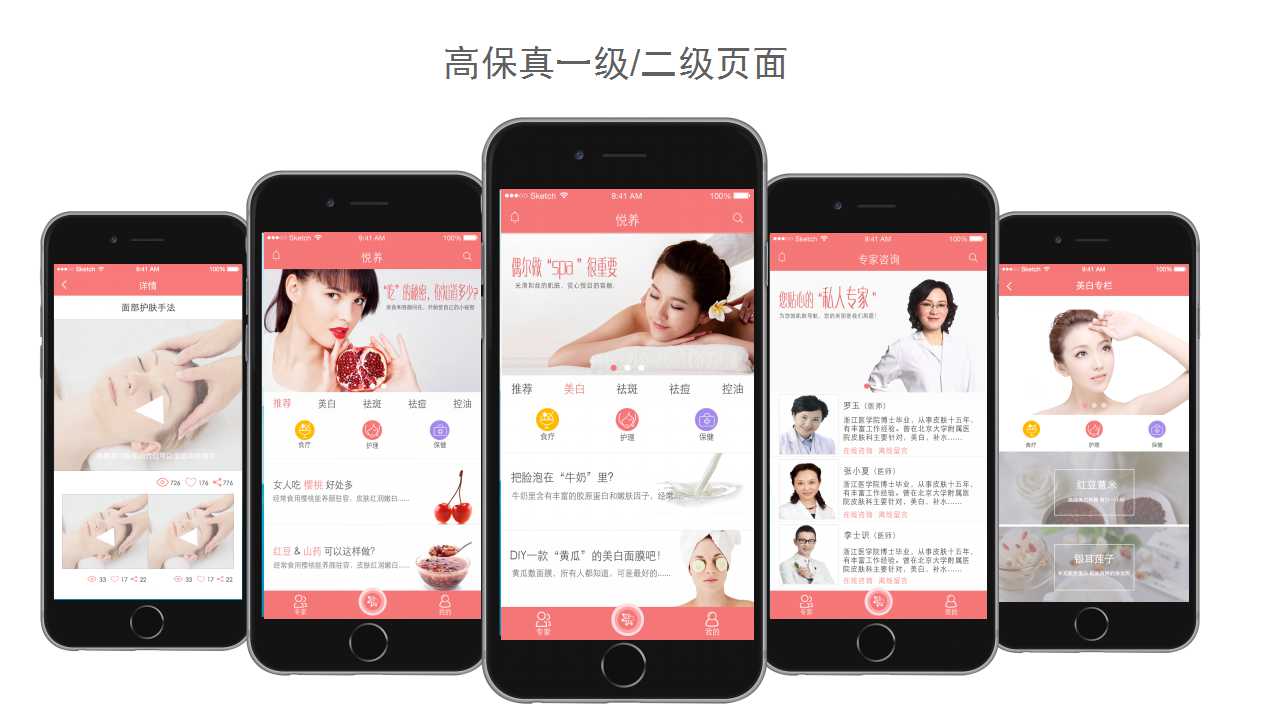 高保真一级/二级页面
Sketch 9:41 AM 100%
详情
面部护肤手法
726 776
33 17 22 33 17 22
Sketch 9:41 AM 100%
悦养
“吃”的秘密，你知道多少?
推荐 美白 祛斑 祛痘 控油
食疗 护理 保健
女人吃 樱桃 好处多
经常食用樱桃能养颜驻容，皮肤红润嫩白......
红豆 & 山药 可以这样做?
经常食用樱桃能养颜驻容，皮肤红润嫩白......
专家 我的
Sketch 9:41 AM 100%
悦养
偶尔做“spa”很重要
光滑和丝的肌肤，赏心悦目的容颜
推荐 美白 祛斑 祛痘 控油
食疗 护理 保健
把脸泡在“牛奶”里?
牛奶里含有丰富的胶原蛋白和嫩肤因子，经常
DIY一款“黄瓜”的美白面膜吧!
黄瓜敷面膜，所有人都知道，可是最好的......
专家 我的
Sketch 9:41 AM 100%
专家咨询
您贴心的“私人专家”
罗玉（医师）
浙江医学院博士毕业，从事皮肤十五年，
有丰富工作经验。曾在北京大学附属医
院皮肤科主要针对，美白，补水......
在线咨询 离线留言
张小夏（医师）
浙江医学院博士毕业，从事皮肤十五年，
有丰富工作经验。曾在北京大学附属医
院皮肤科主要针对，美白，补水......
在线咨询 离线留言
李士识（医师）
浙江医学院博士毕业，从事皮肤十五年，
有丰富工作经验。曾在北京大学附属医
院皮肤科主要针对，美白，补水......
在线咨询 离线留言
专家 我的
Sketch 9:41 AM 100%
美白专栏
食疗 护理 保健
红豆薏米
银耳莲子